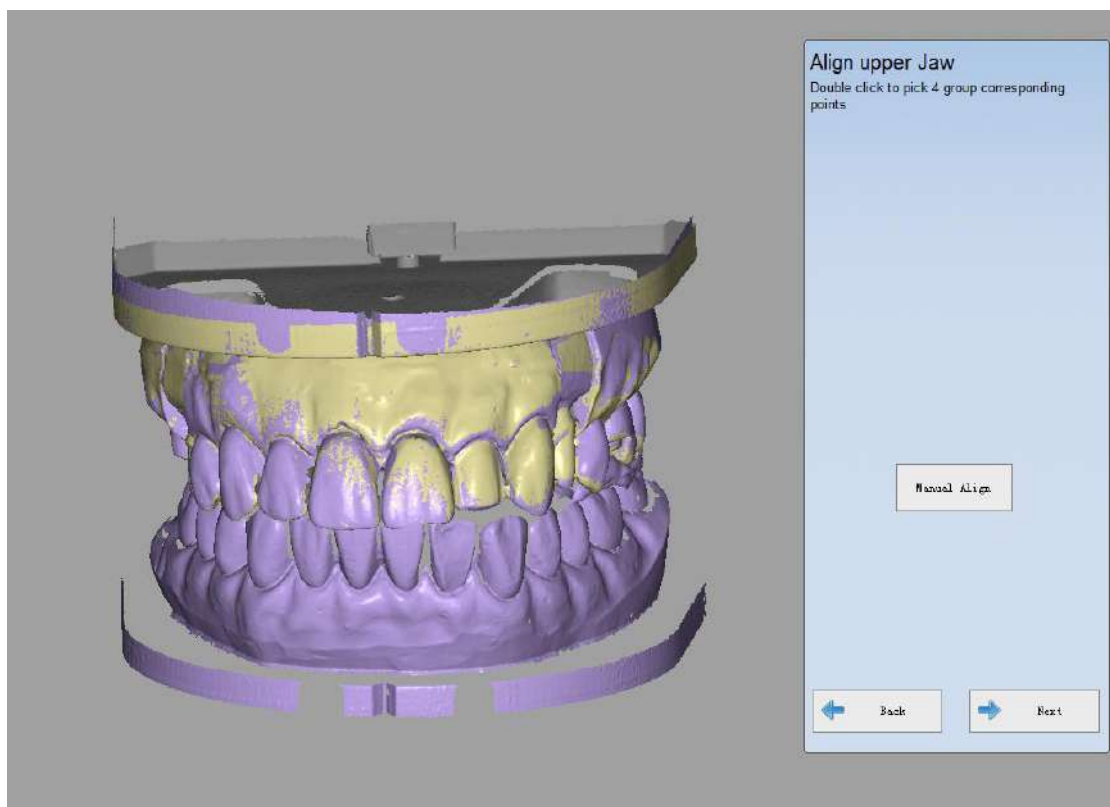 Align upper Jaw
Double click to pick 4 group corresponding
points
Manual Align
Back
Next